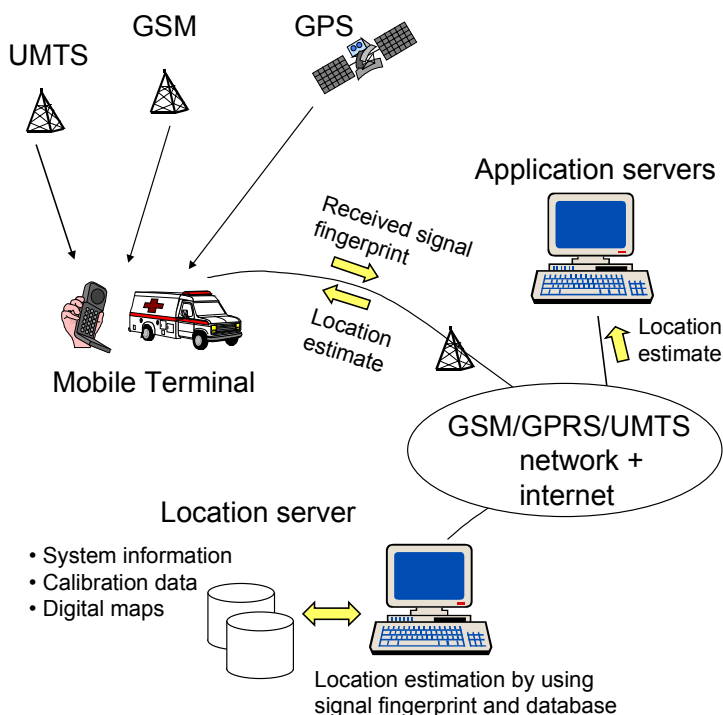 UMTS
GSM
GPS
Received signal
fingerprint
Location
estimate
Mobile Terminal
Application servers
Location
estimate
GSM/GPRS/UMTS
network +
internet
Location server
• System information
• Calibration data
• Digital maps
Location estimation by using
signal fingerprint and database